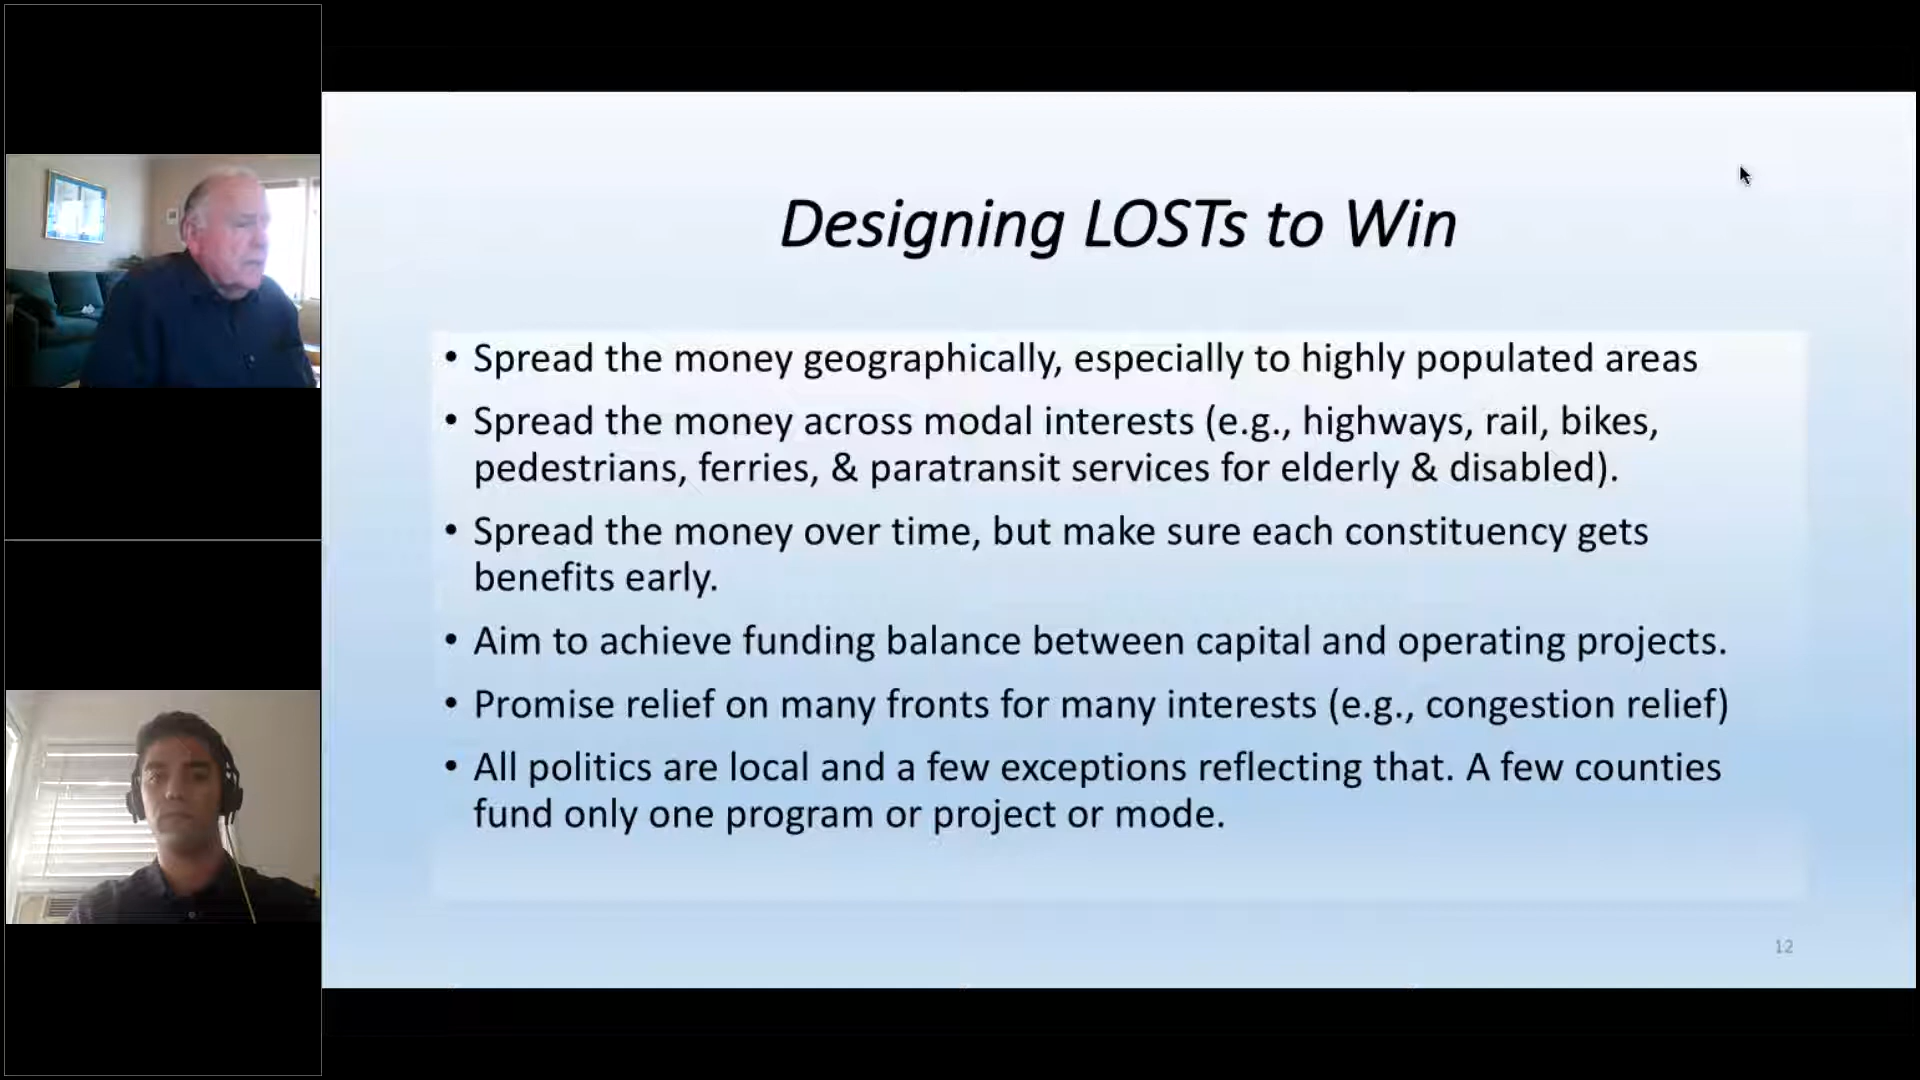 Designing LOSTs to Win
• Spread the money geographically, especially to highly populated areas
• Spread the money across modal interests (e.g., highways, rail, bikes,
pedestrians, ferries, & paratransit services for elderly & disabled).
• Spread the money over time, but make sure each constituency gets
benefits early.
• Aim to achieve funding balance between capital and operating projects.
• Promise relief on many fronts for many interests (e.g., congestion relief)
• All politics are local and a few exceptions reflecting that. A few counties
fund only one program or project or mode.
12